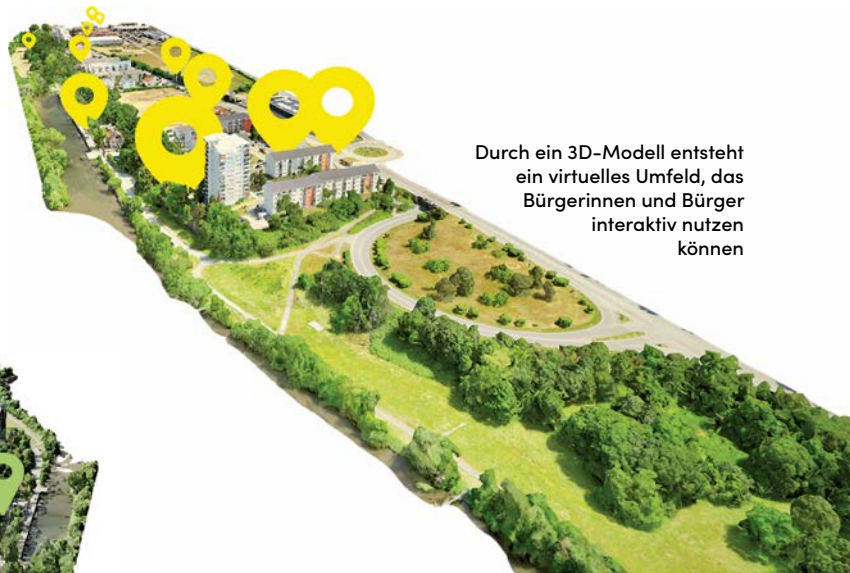 Durch ein 3D-Modell entsteht
ein virtuelles Umfeld, das
Bürgerinnen und Bürger
interaktiv nutzen
können